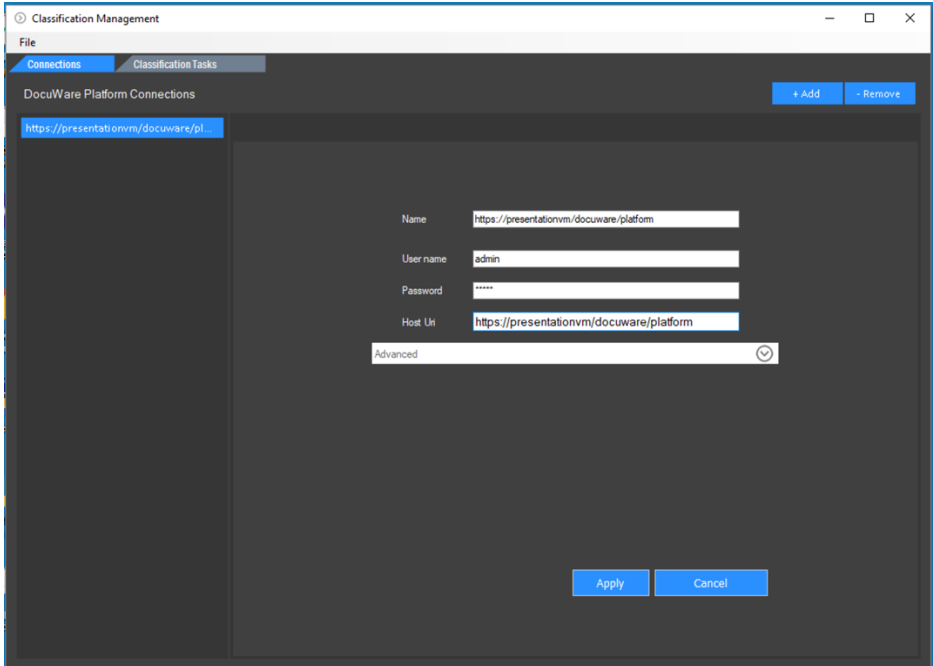 Classification Management
File
Connections Classification Tasks
DocuWare Platform Connections + Add - Remove
https://presentationvm/docuware/pl...
Name https://presentationvm/docuware/platform
User name admin
Password *****
Host Uri https://presentationvm/docuware/platform
Advanced
Apply Cancel